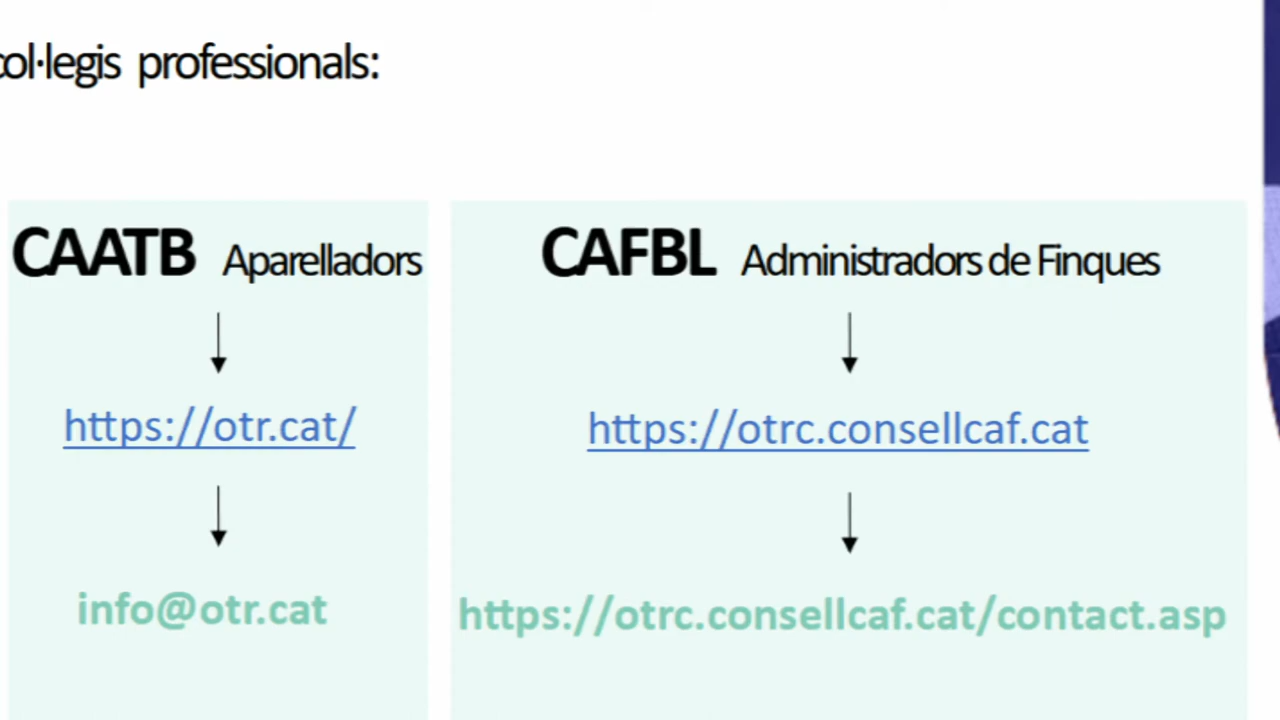 col·legis professionals:
CAATB Aparelladors
https://otr.cat/
info@otr.cat
CAFBL Administradors de Finques
https://otrc.consellcaf.cat
https://otrc.consellcaf.cat/contact.asp